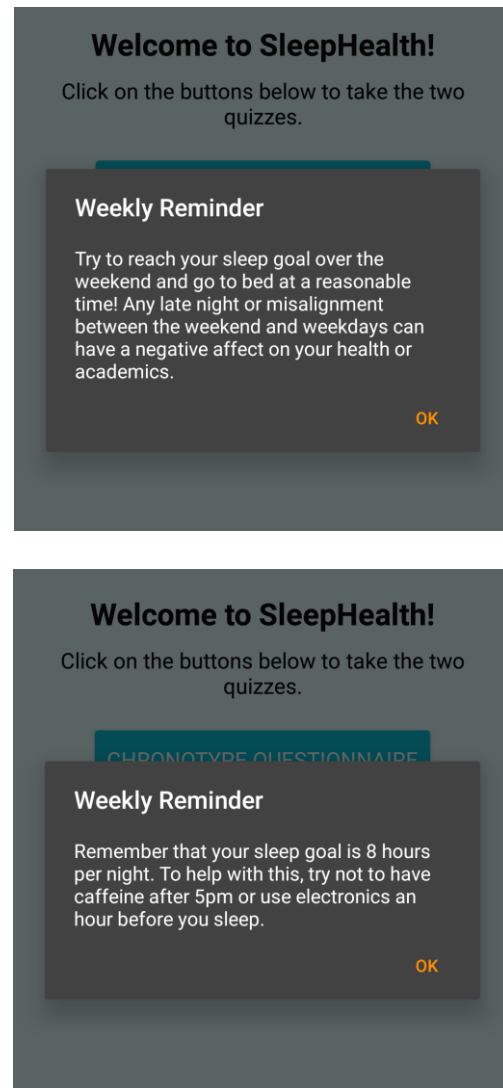 Welcome to SleepHealth!
Click on the buttons below to take the two
quizzes.
Weekly Reminder
Try to reach your sleep goal over the
weekend and go to bed at a reasonable
time! Any late night or misalignment
between the weekend and weekdays can
have a negative affect on your health or
academics.
OK
Welcome to SleepHealth!
Click on the buttons below to take the two
quizzes.
CHRONOTYPE QUESTIONNAIRE
Weekly Reminder
Remember that your sleep goal is 8 hours
per night. To help with this, try not to have
caffeine after 5pm or use electronics an
hour before you sleep.
OK